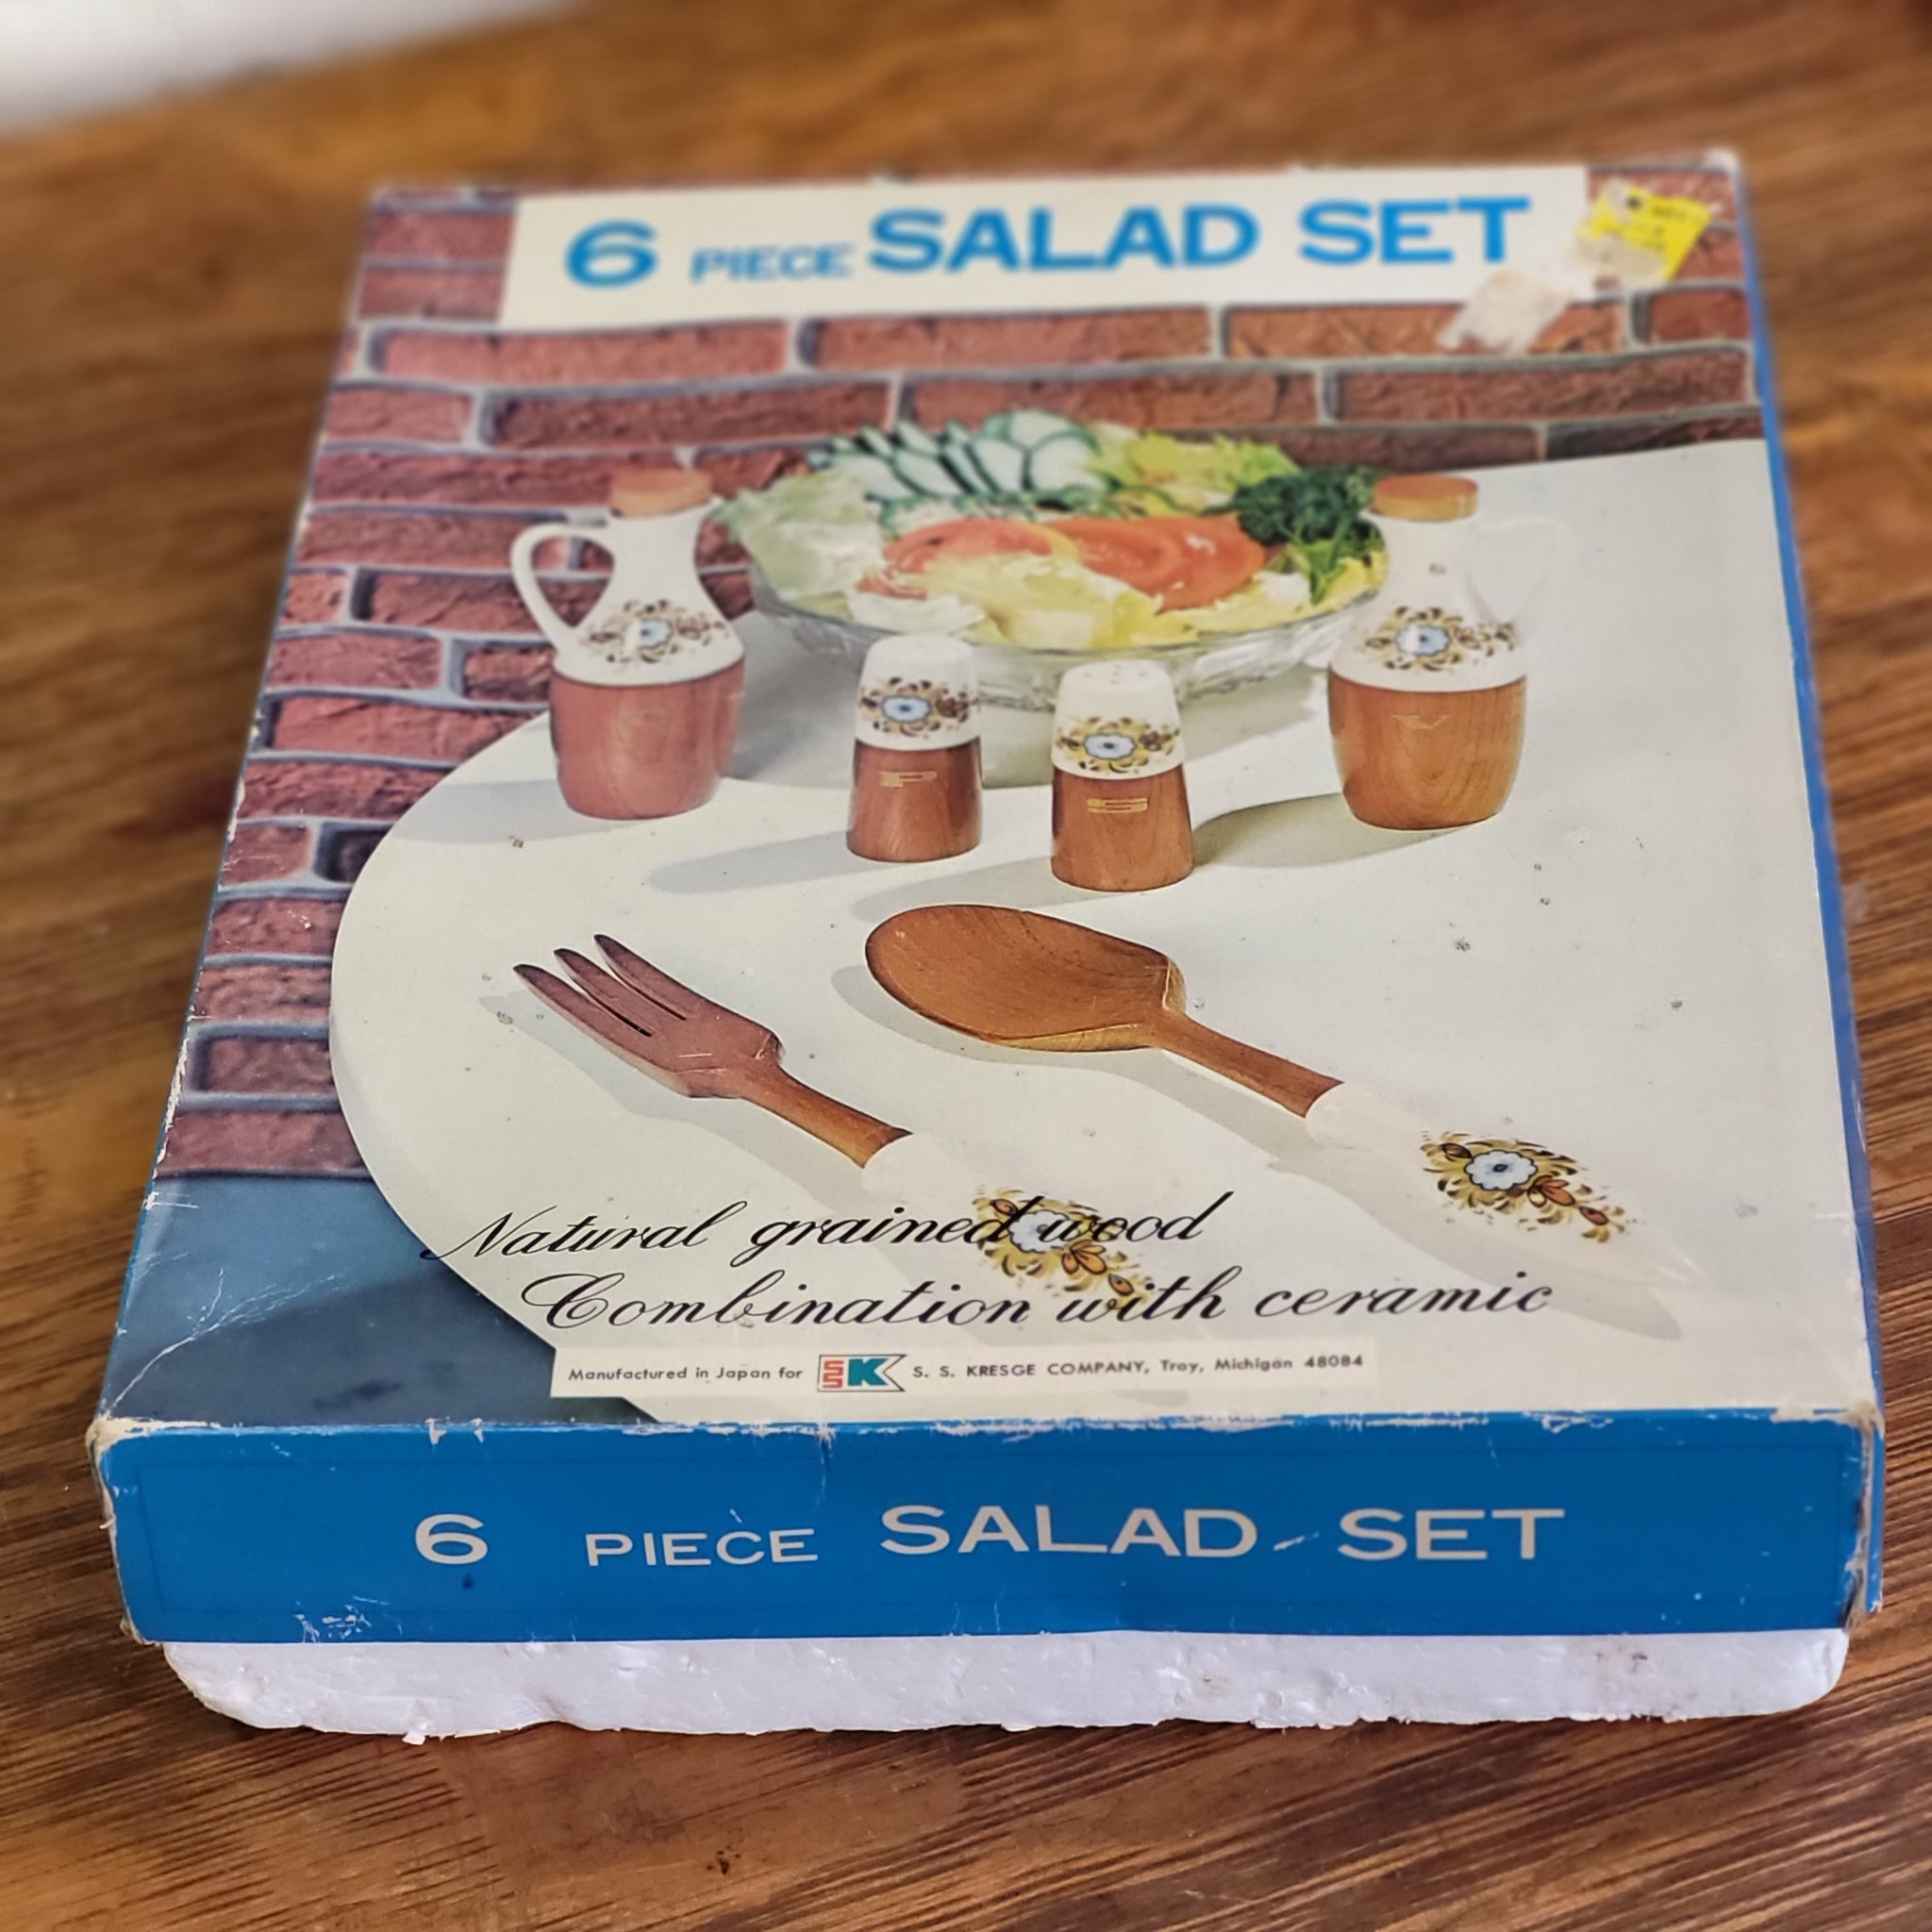 6 PIECE SALAD SET
Natural grained wood
Combination with ceramic
Manufactured in Japan for SSK S. S. KRESGE COMPANY, Troy, Michigan 48084
6 PIECE SALAD SET